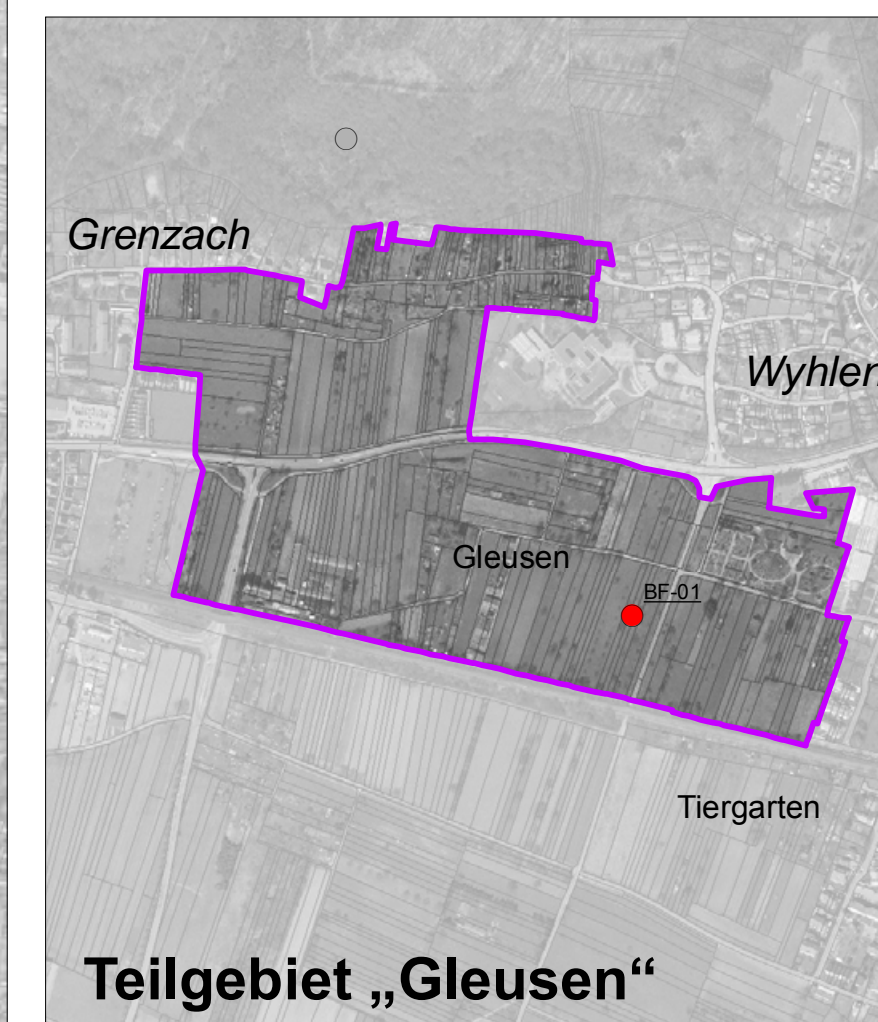 Grenzach
Wyhlen
Gleusen
BF-01
Tiergarten
Teilgebiet „Gleusen“